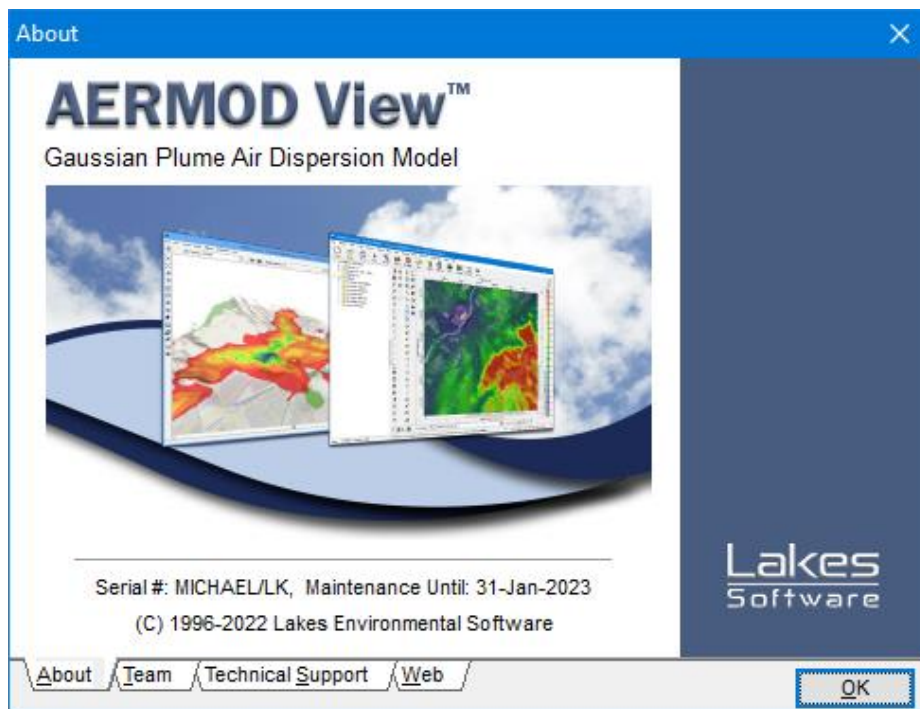 About
AERMOD View™
Gaussian Plume Air Dispersion Model
Serial #: MICHAEL/LK, Maintenance Until: 31-Jan-2023
(C) 1996-2022 Lakes Environmental Software
Lakes
Software
About
Team
Technical Support
Web
OK